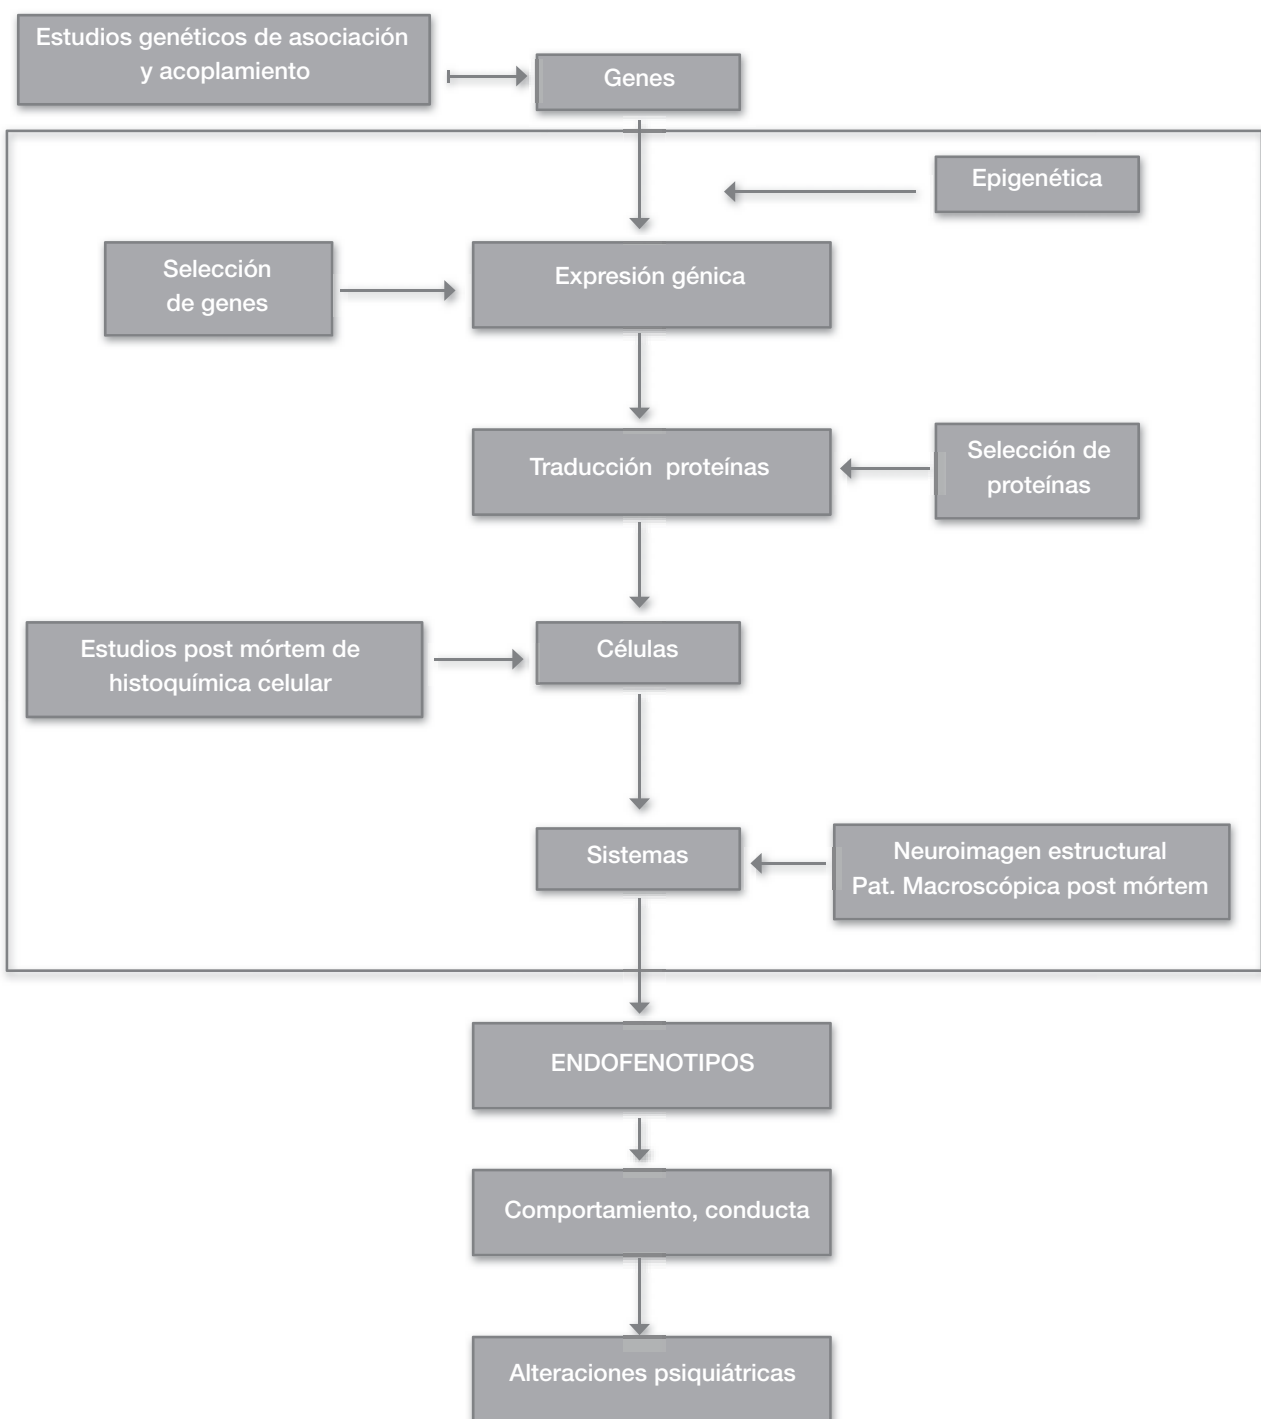 Estudios genéticos de asociación
y acoplamiento
Genes
Epigenética
Selección
de genes
Expresión génica
Traducción proteínas
Selección de
proteínas
Estudios post mórtem de
histoquímica celular
Células
Sistemas
Neuroimagen estructural
Pat. Macroscópica post mórtem
ENDOFENOTIPOS
Comportamiento, conducta
Alteraciones psiquiátricas